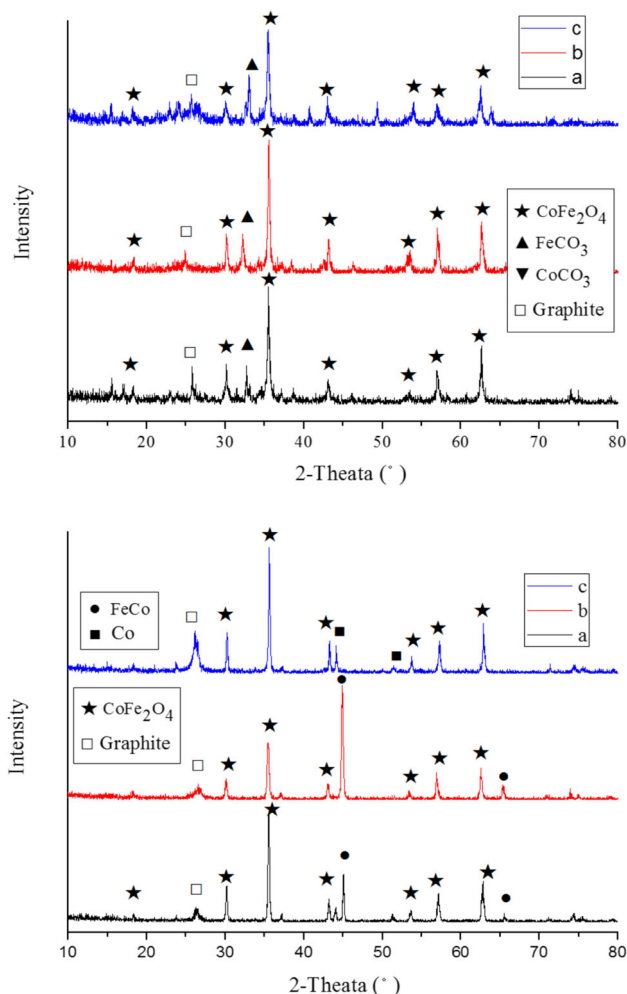 c
b
a
Intensity
★ CoFe2O4
▲ FeCO3
▼ CoCO3
□ Graphite
10 20 30 40 50 60 70 80
2-Theata (°)
● FeCo
■ Co
c
b
a
Intensity
★ CoFe2O4
□ Graphite
10 20 30 40 50 60 70 80
2-Theata (°)